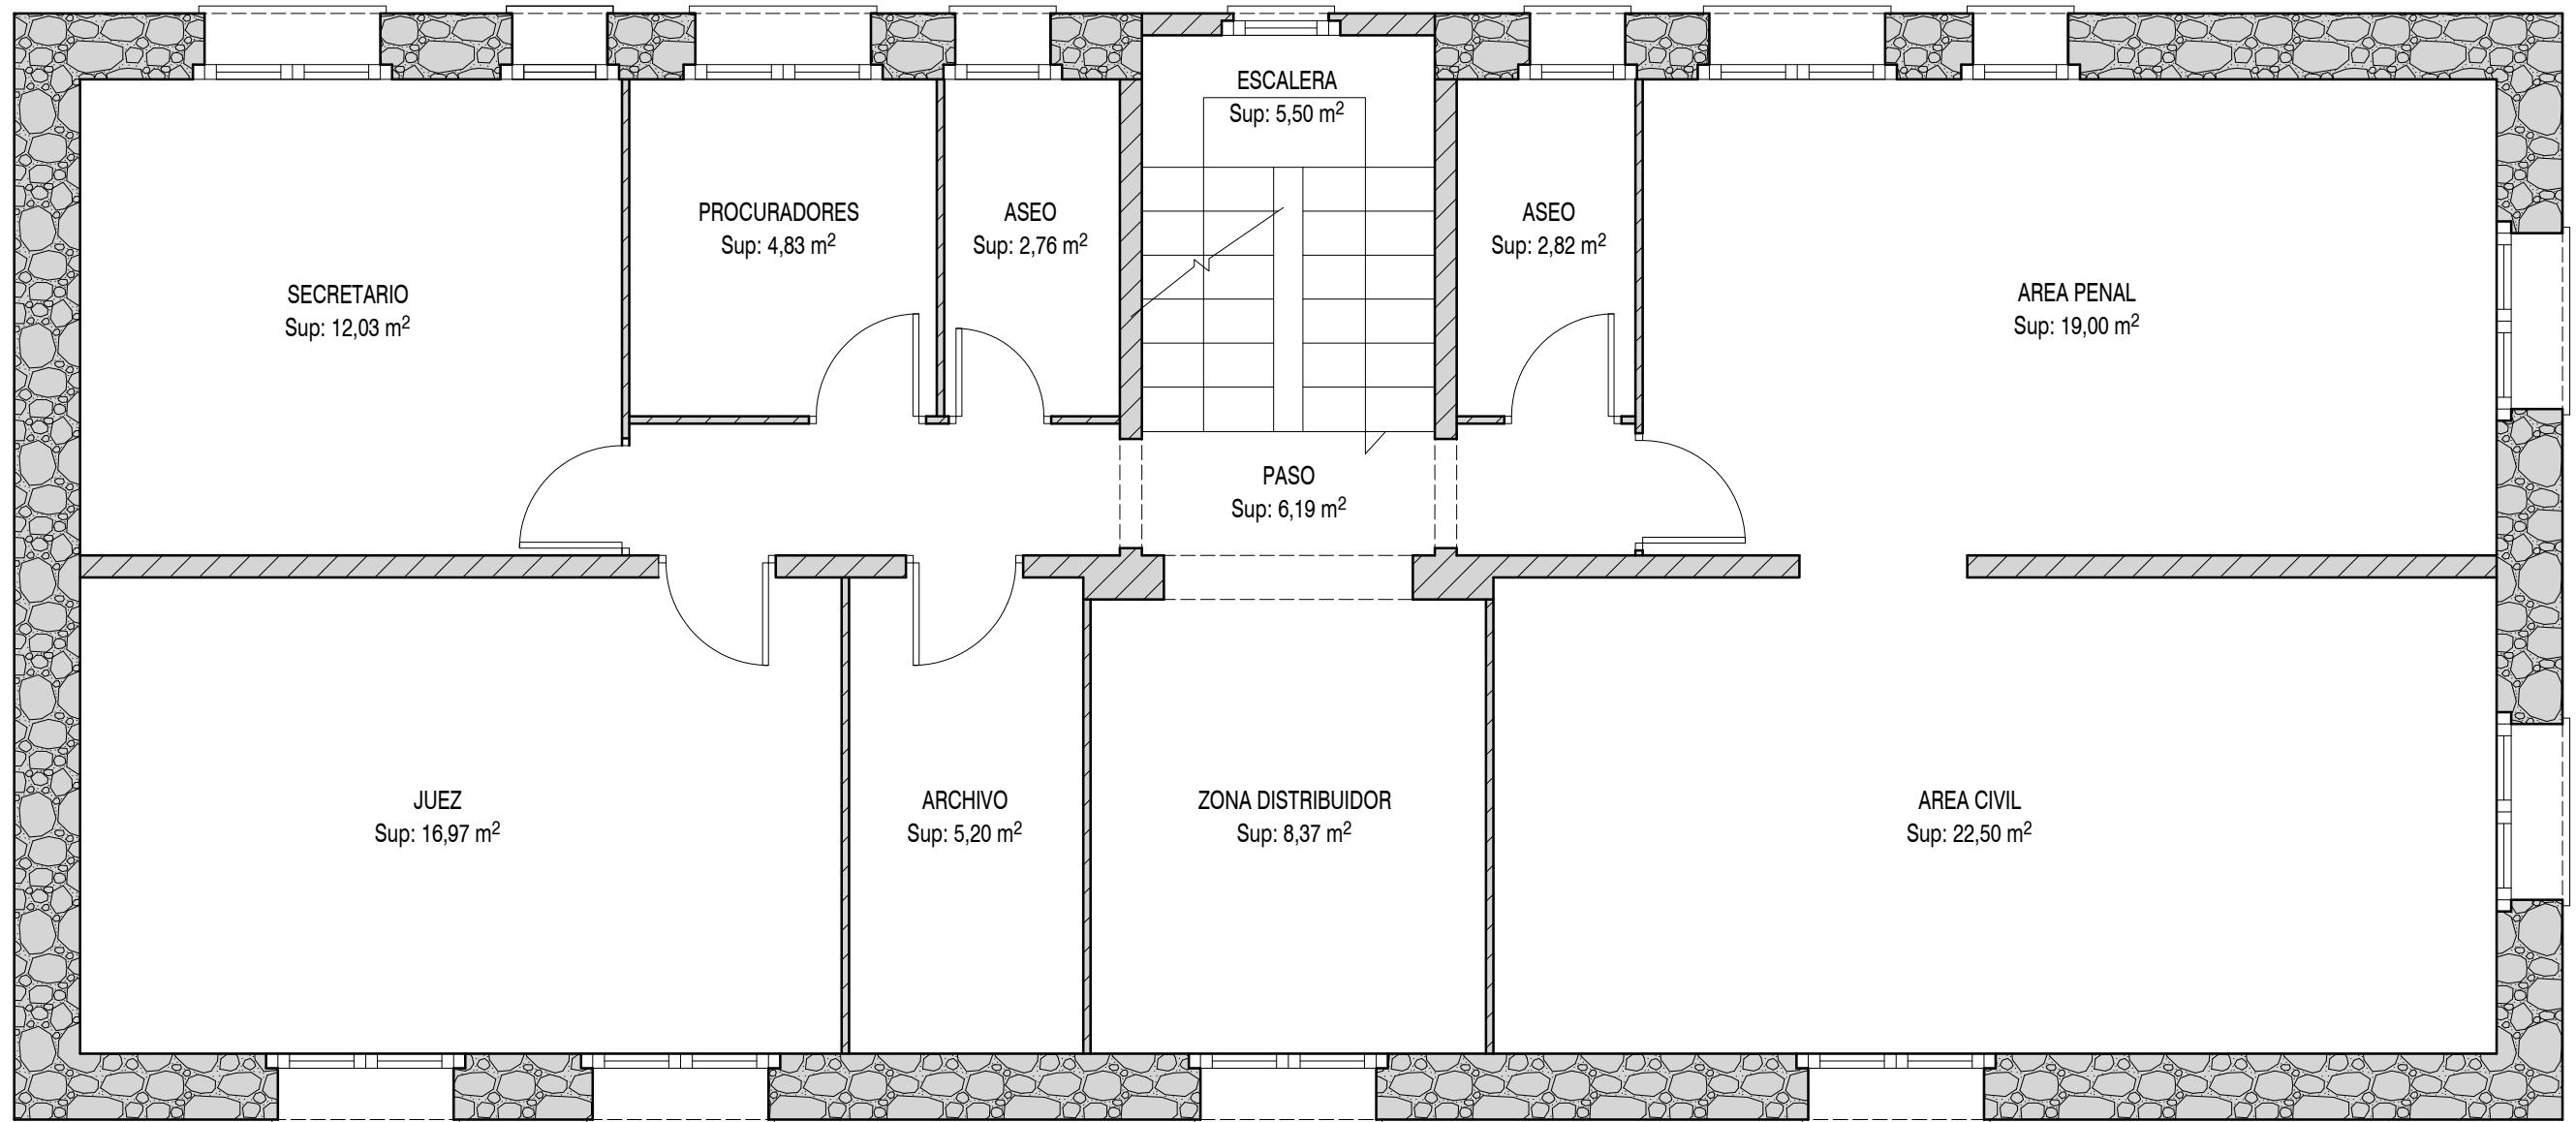 ESCALERA
Sup: 5,50 m²
PROCURADORES
Sup: 4,83 m²
ASEO
Sup: 2,76 m²
ASEO
Sup: 2,82 m²
SECRETARIO
Sup: 12,03 m²
AREA PENAL
Sup: 19,00 m²
PASO
Sup: 6,19 m²
JUEZ
Sup: 16,97 m²
ARCHIVO
Sup: 5,20 m²
ZONA DISTRIBUIDOR
Sup: 8,37 m²
AREA CIVIL
Sup: 22,50 m²